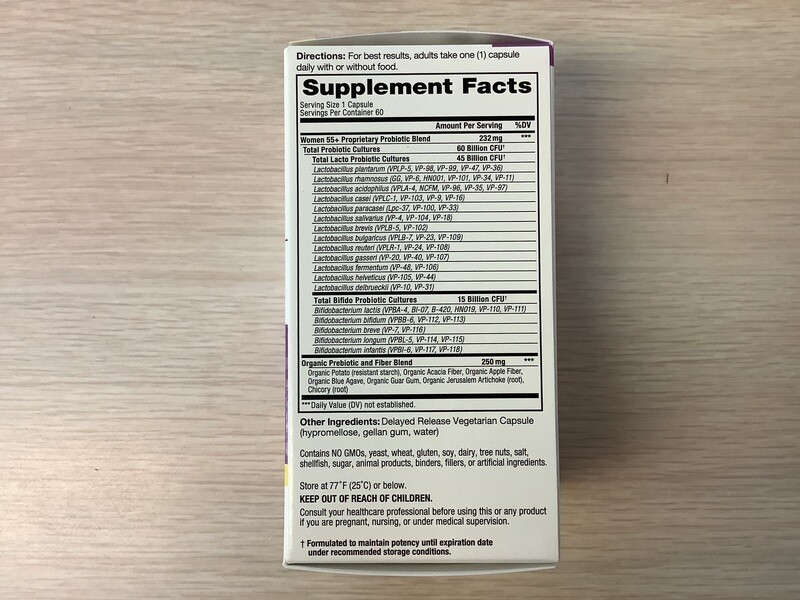 Directions: For best results, adults take one (1) capsule
daily with or without food.
Supplement Facts
Serving Size 1 Capsule
Servings Per Container 60
Amount Per Serving %DV
Women 55+ Proprietary Probiotic Blend 232 mg ***
Total Probiotic Cultures 60 Billion CFU†
Total Lacto Probiotic Cultures 45 Billion CFU†
Lactobacillus plantarum (VPLP-5, VP-98, VP-99, VP-47, VP-36)
Lactobacillus rhamnosus (GG, VP-6, HN001, VP-101, VP-34, VP-11)
Lactobacillus acidophilus (VPLA-4, NCFM, VP-96, VP-35, VP-97)
Lactobacillus casei (VPLC-1, VP-103, VP-9, VP-16)
Lactobacillus paracasei (Lpc-37, VP-100, VP-33)
Lactobacillus salivarius (VP-4, VP-104, VP-18)
Lactobacillus brevis (VPLB-5, VP-102)
Lactobacillus bulgaricus (VPLB-7, VP-23, VP-109)
Lactobacillus reuteri (VPLR-1, VP-24, VP-108)
Lactobacillus gasseri (VP-20, VP-40, VP-107)
Lactobacillus fermentum (VP-48, VP-106)
Lactobacillus helveticus (VP-105, VP-44)
Lactobacillus delbrueckii (VP-10, VP-31)
Total Bifido Probiotic Cultures 15 Billion CFU†
Bifidobacterium lactis (VPBA-4, BI-07, B-420, HN019, VP-110, VP-111)
Bifidobacterium bifidum (VPBB-6, VP-112, VP-113)
Bifidobacterium breve (VP-7, VP-116)
Bifidobacterium longum (VPBL-5, VP-114, VP-115)
Bifidobacterium infantis (VPBI-6, VP-117, VP-118)
Organic Prebiotic and Fiber Blend 250 mg ***
Organic Potato (resistant starch), Organic Acacia Fiber, Organic Apple Fiber,
Organic Blue Agave, Organic Guar Gum, Organic Jerusalem Artichoke (root),
Chicory (root)
***Daily Value (DV) not established.
Other Ingredients: Delayed Release Vegetarian Capsule
(hypromellose, gellan gum, water)
Contains NO GMOs, yeast, wheat, gluten, soy, dairy, tree nuts, salt,
shellfish, sugar, animal products, binders, fillers, or artificial ingredients.
Store at 77°F (25°C) or below.
KEEP OUT OF REACH OF CHILDREN.
Consult your healthcare professional before using this or any product
if you are pregnant, nursing, or under medical supervision.
† Formulated to maintain potency until expiration date
under recommended storage conditions.